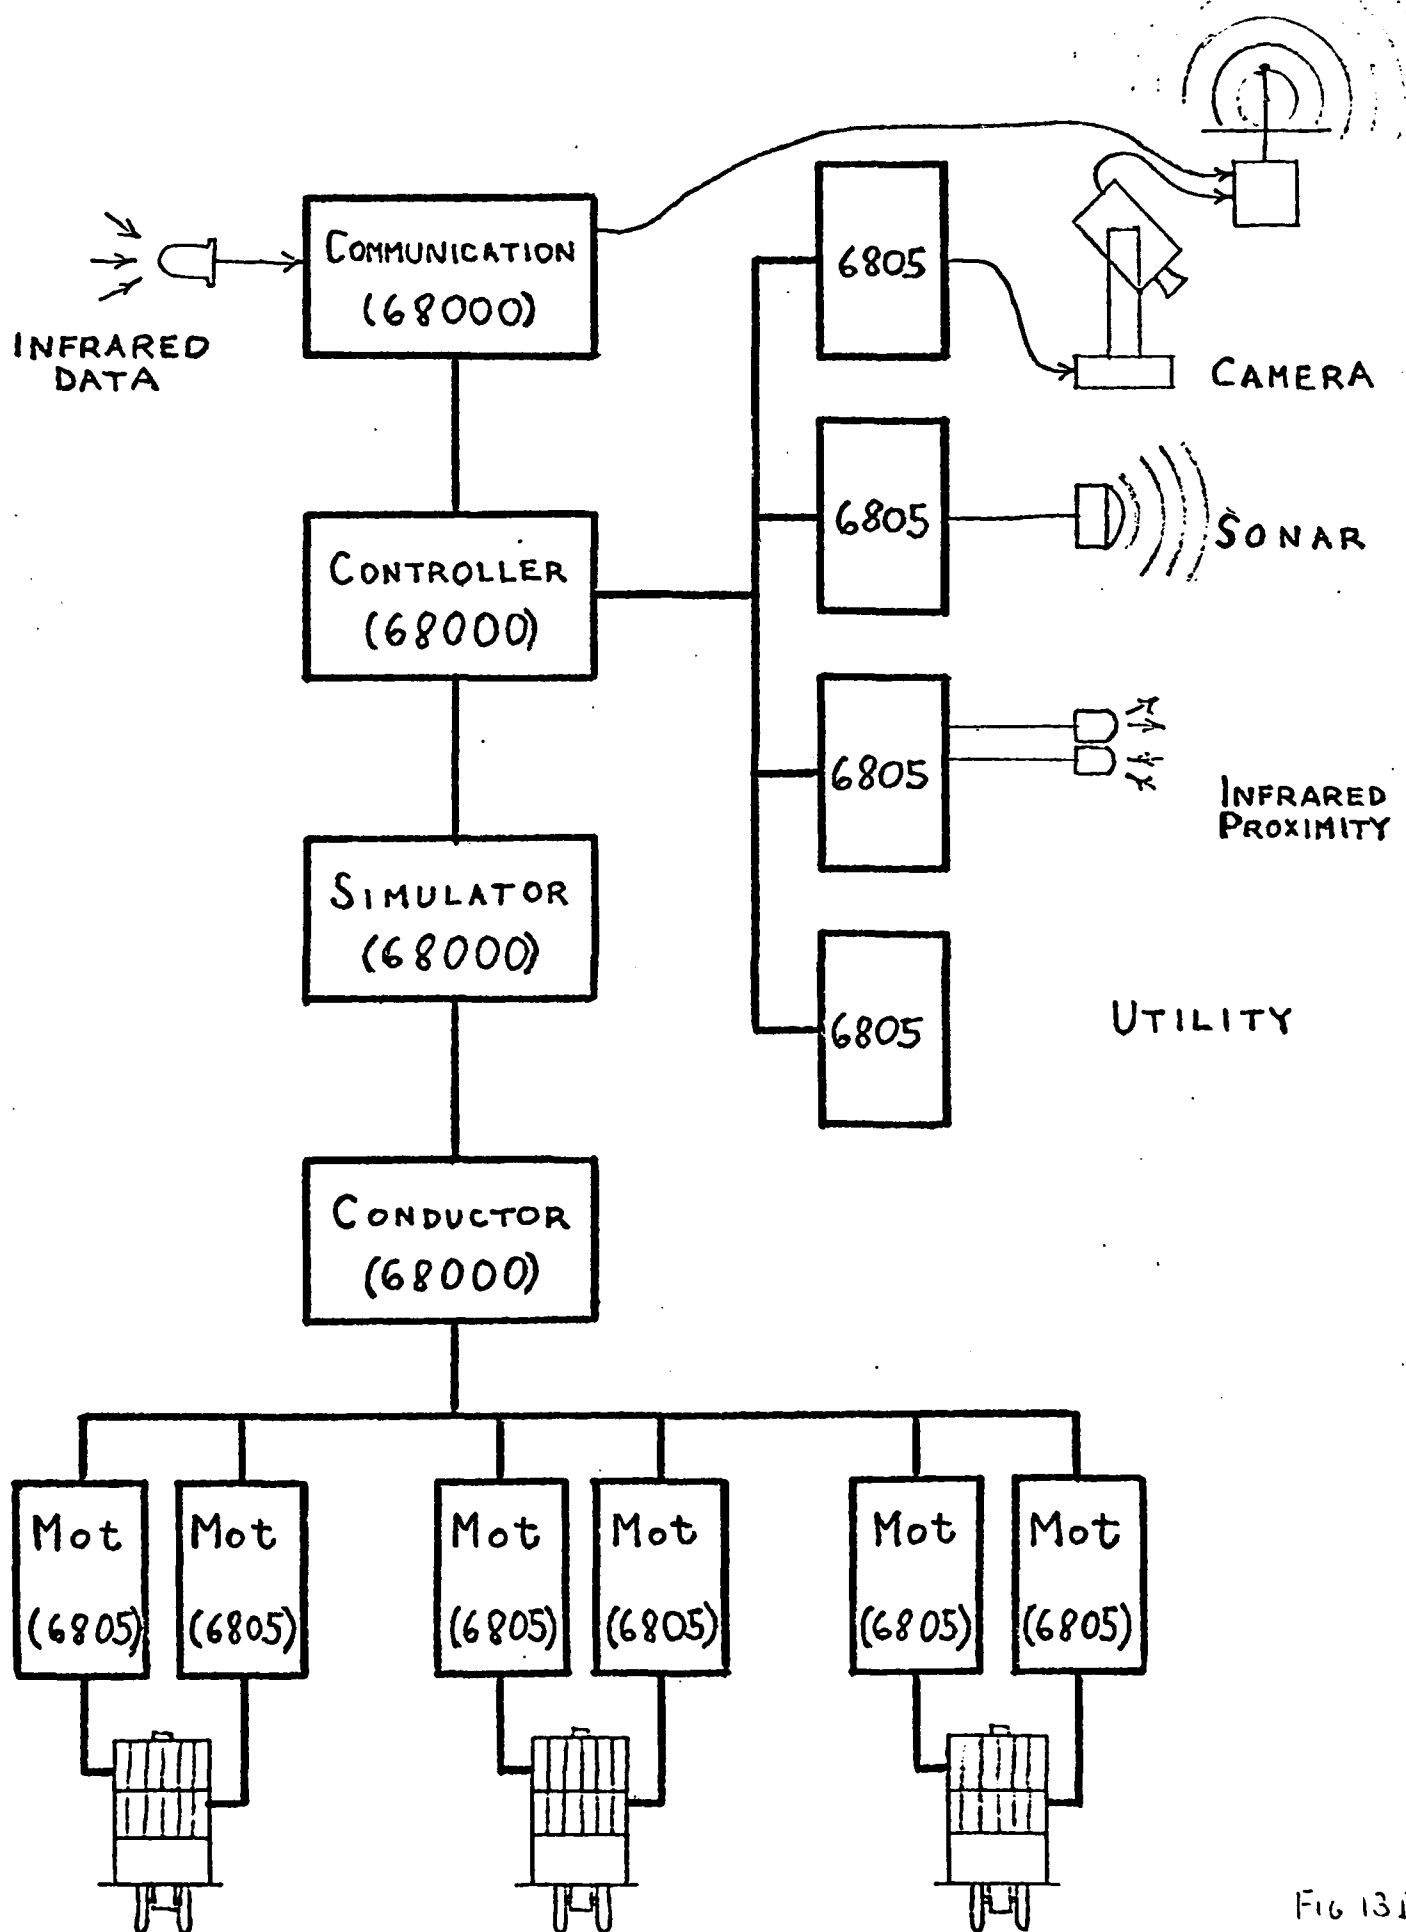 COMMUNICATION
(68000)
INFRARED
DATA
6805
CAMERA
6805
SONAR
CONTROLLER
(68000)
6805
INFRARED
PROXIMITY
SIMULATOR
(68000)
6805
UTILITY
CONDUCTOR
(68000)
Mot
(6805)
Mot
(6805)
Mot
(6805)
Mot
(6805)
Mot
(6805)
Mot
(6805)
FIG